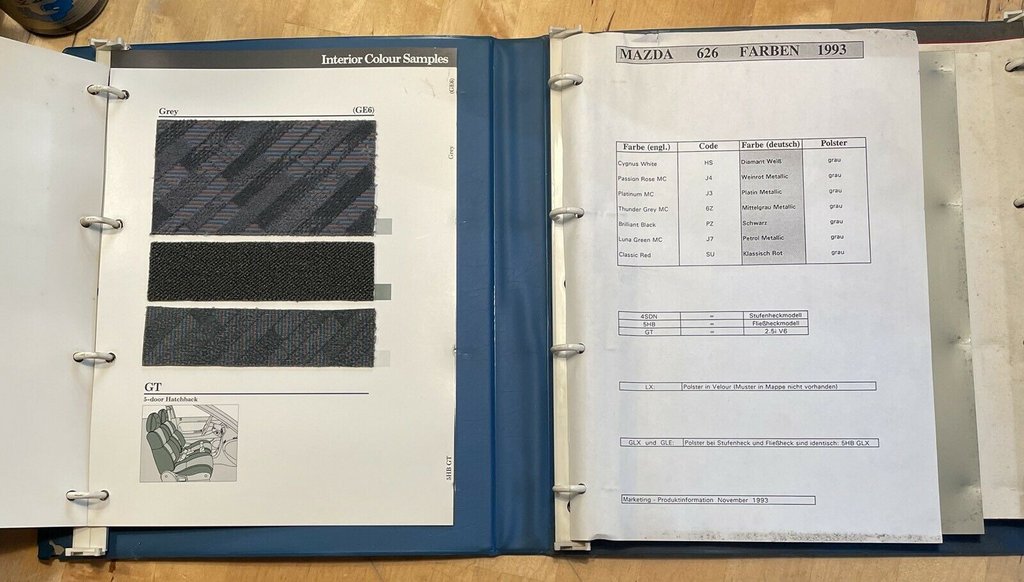 Interior Colour Samples
(GE6)
Grey
Grey (GE6)
GT
5-door Hatchback
5HB GT
MAZDA 626 FARBEN 1993
Farbe (engl.) Code Farbe (deutsch) Polster
Cygnus White HS Diamant Weiß grau
Passion Rose MC J4 Weinrot Metallic grau
Platinum MC J3 Platin Metallic grau
Thunder Grey MC 6Z Mittelgrau Metallic grau
Brilliant Black PZ Schwarz grau
Luna Green MC J7 Petrol Metallic grau
Classic Red SU Klassisch Rot grau
4SDN = Stufenheckmodell
5HB = Fließheckmodell
GT = 2.5i V6
LX: Polster in Velour (Muster in Mappe nicht vorhanden)
GLX und GLE: Polster bei Stufenheck und Fließheck sind identisch: 5HB GLX
Marketing - Produktinformation November 1993